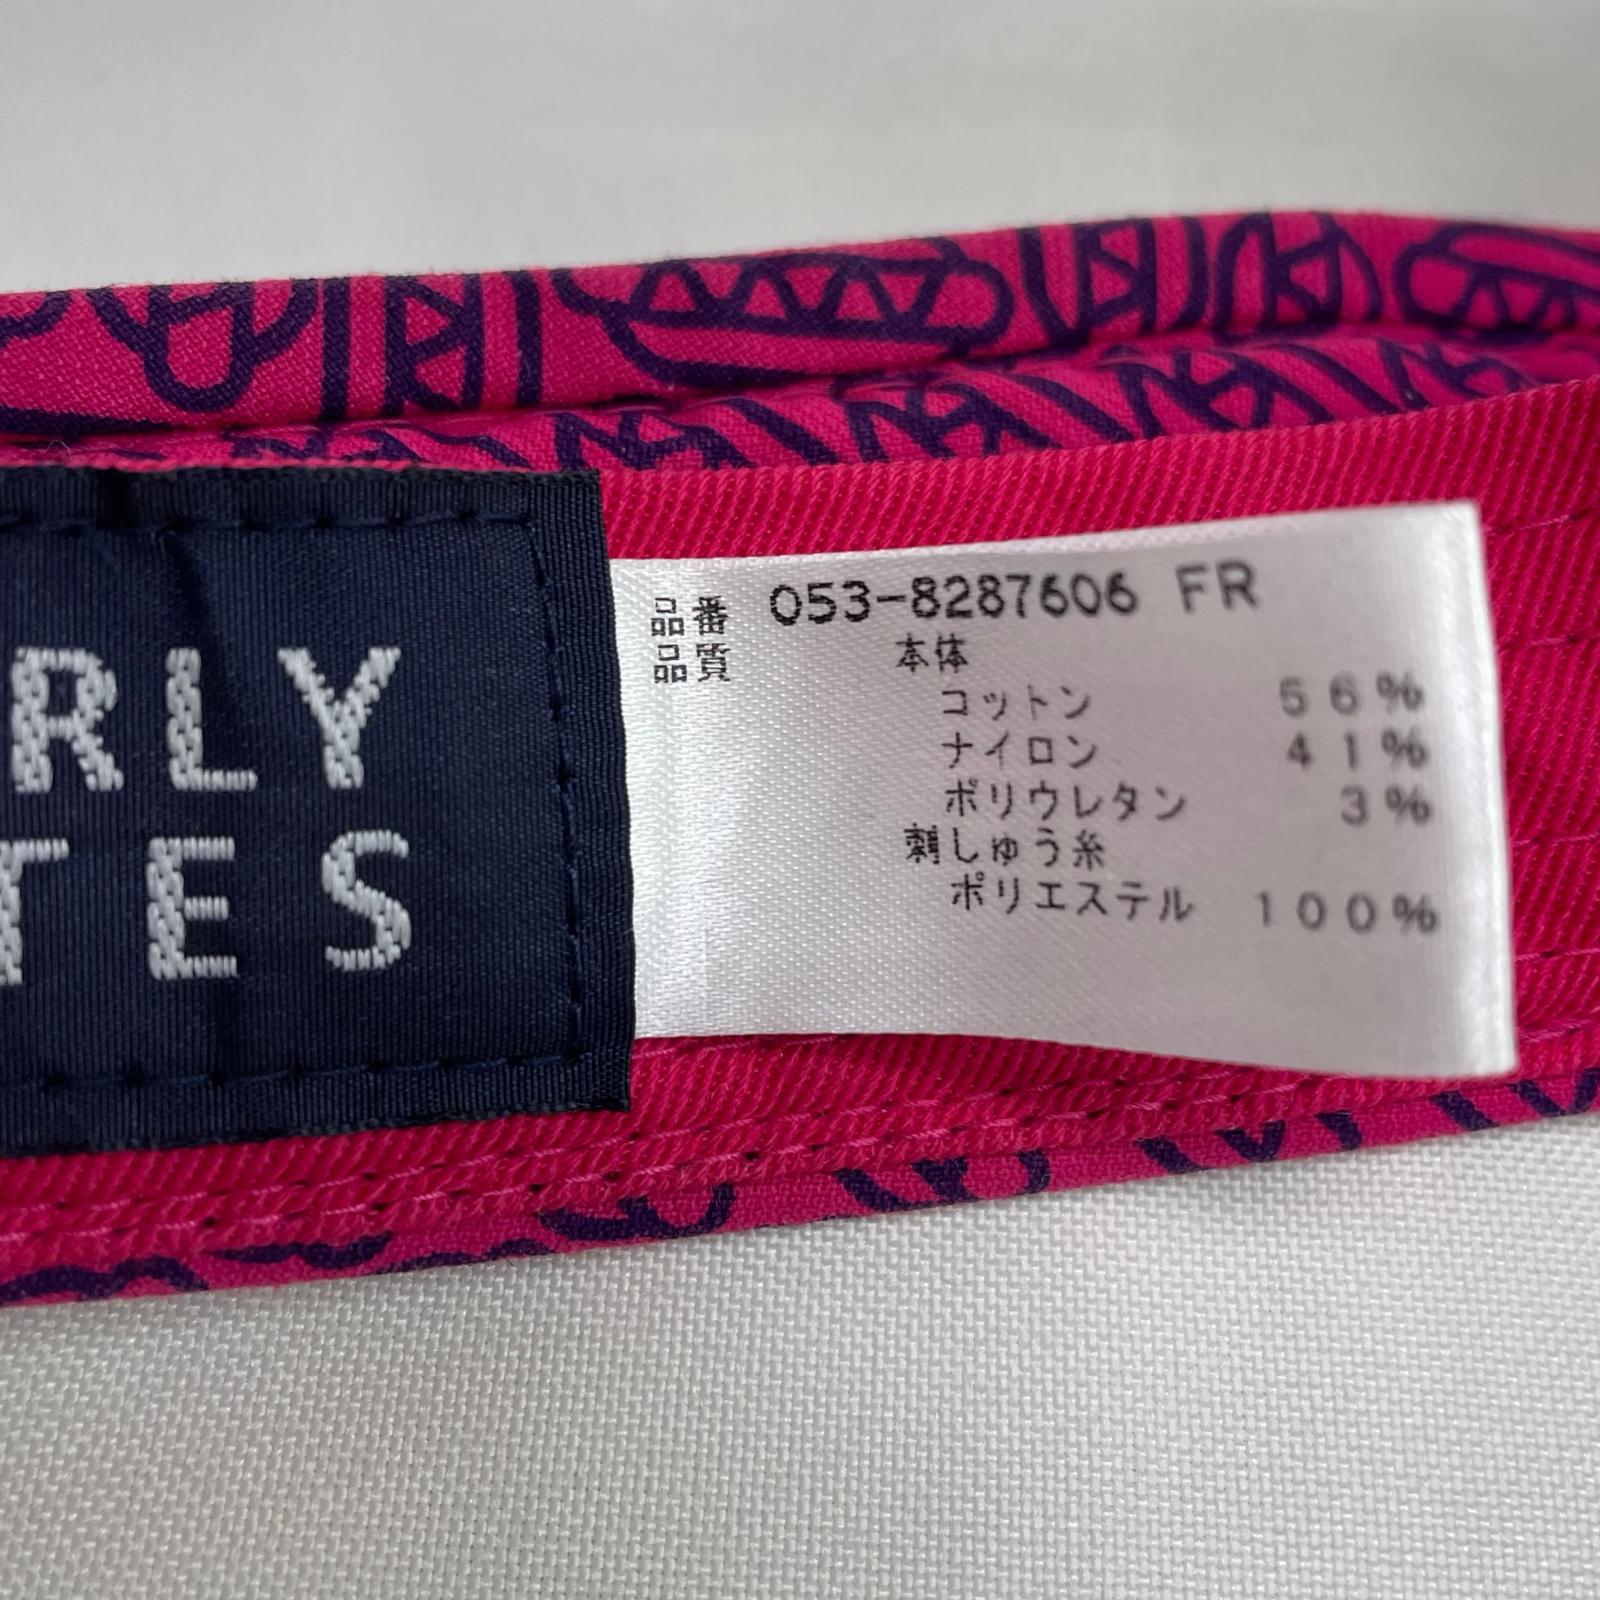 RLY
TES
品番 053-8287606 FR
品質 本体
コットン 56%
ナイロン 41%
ポリウレタン 3%
刺しゅう糸
ポリエステル 100%